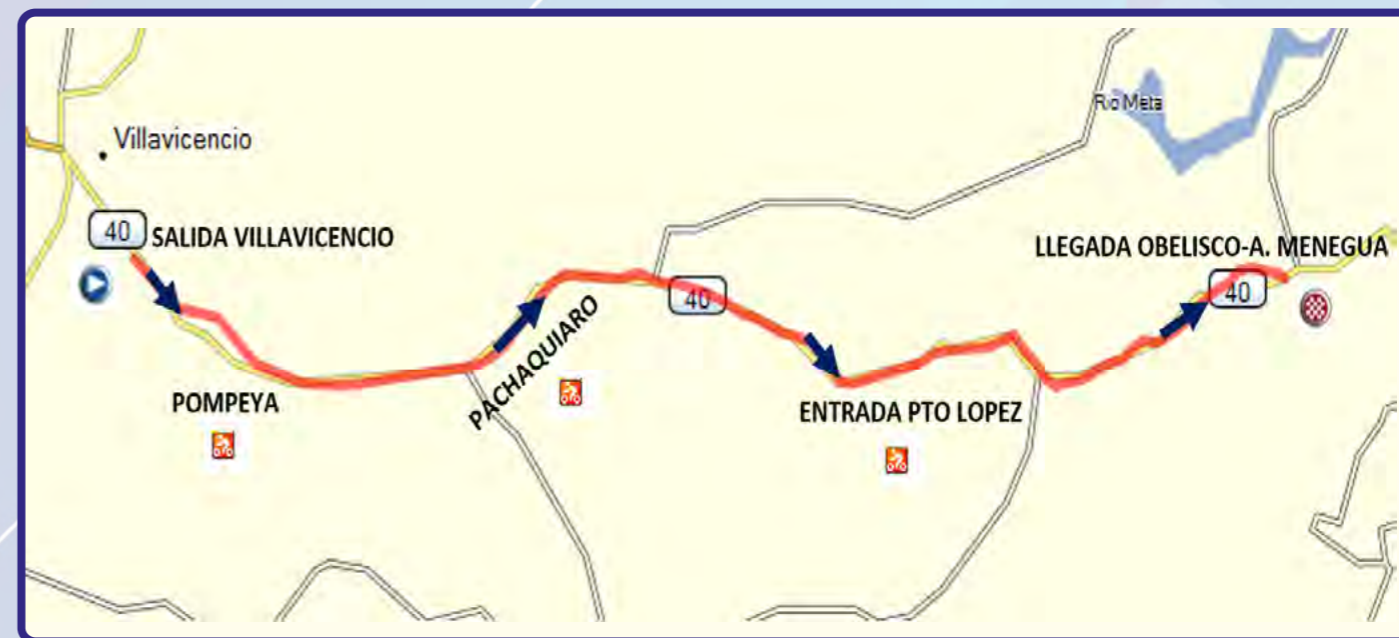 Rio Meta
Villavicencio
40
SALIDA VILLAVICENCIO
LLEGADA OBELISCO-A. MENEGUA
40
40
PACHAQUIARO
POMPEYA
ENTRADA PTO LOPEZ